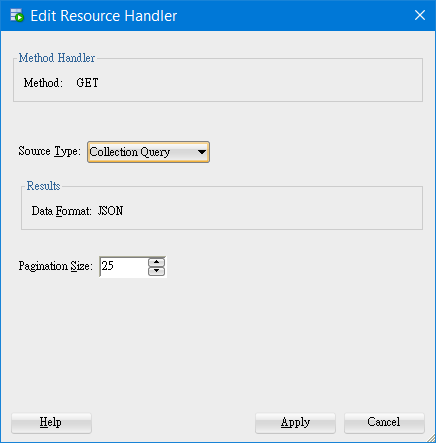 Edit Resource Handler
Method Handler
Method: GET
Source Type: Collection Query
Results
Data Format: JSON
Pagination Size: 25
Help Apply Cancel